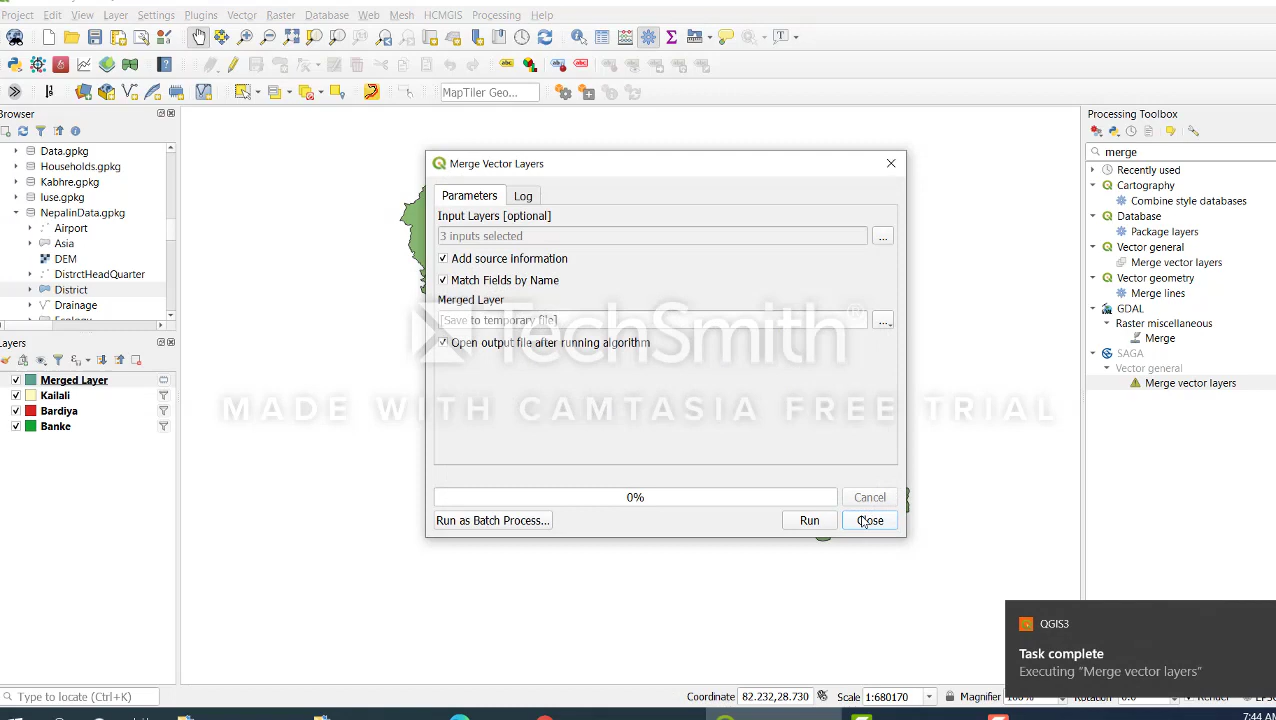 Project Edit View Layer Settings Plugins Vector Raster Database Web Mesh HCMGIS Processing Help
MapTiler Geo...
Browser
Data.gpkg
Households.gpkg
Kabhre.gpkg
luse.gpkg
NepalinData.gpkg
Airport
Asia
DEM
DistrctHeadQuarter
District
Drainage
Layers
Merged Layer
Kailali
Bardiya
Banke
Merge Vector Layers
Parameters Log
Input Layers [optional]
3 inputs selected
...
Add source information
Match Fields by Name
Merged Layer
[Save to temporary file]
...
Open output file after running algorithm
TechSmith®
MADE WITH CAMTASIA FREE TRIAL
0%
Cancel
Run as Batch Process...
Run
Close
Processing Toolbox
merge
Recently used
Cartography
Combine style databases
Database
Package layers
Vector general
Merge vector layers
Vector geometry
Merge lines
GDAL
Raster miscellaneous
Merge
SAGA
Vector general
Merge vector layers
QGIS3
Task complete
Executing "Merge vector layers"
Type to locate (Ctrl+K)
Coordinate 82.232,28.730 Scale 1:680170 Magnifier 100% Rotation 0.0 Render
7:44 AM